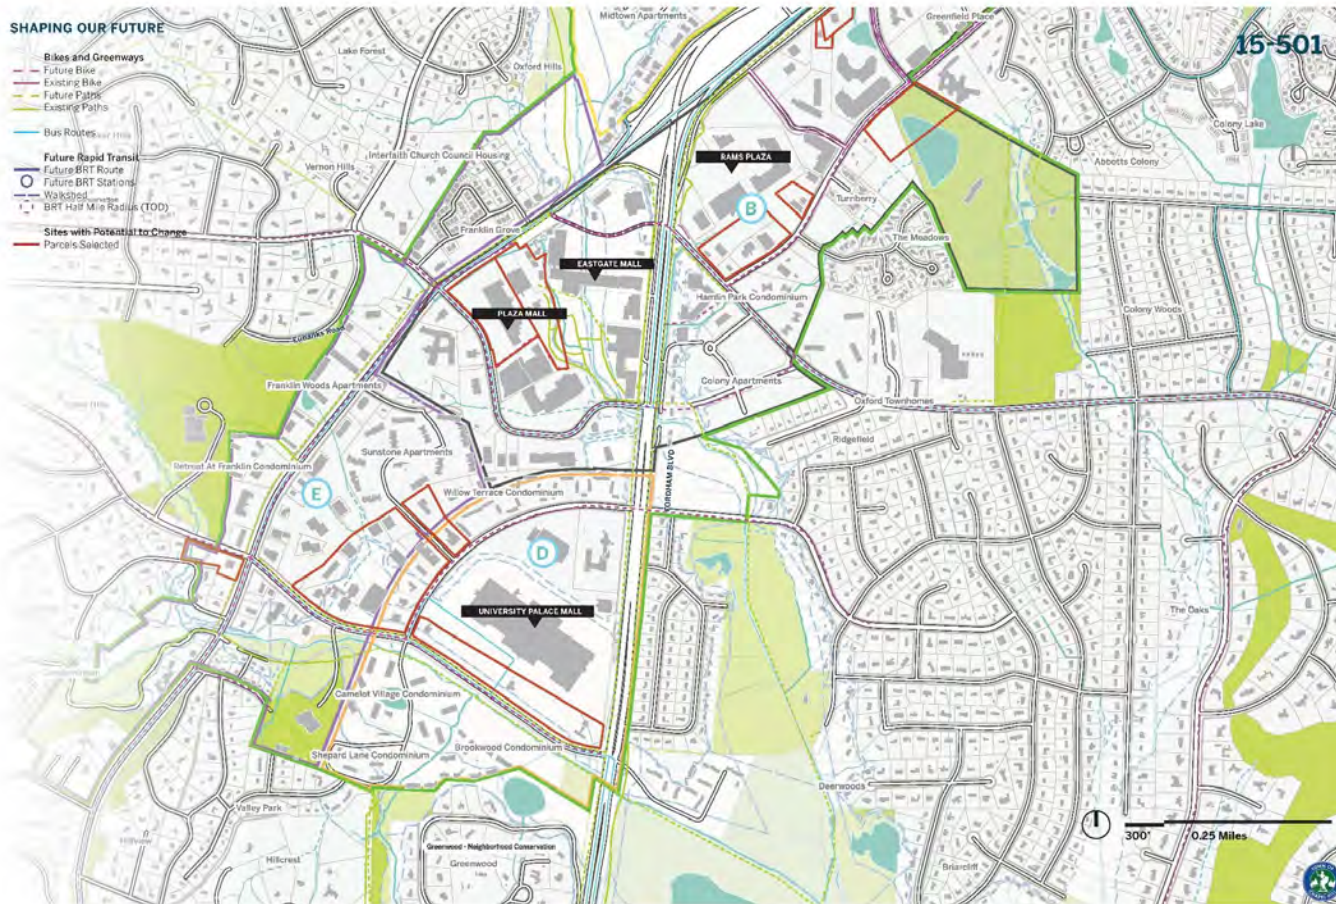 SHAPING OUR FUTURE
15-501
Bikes and Greenways
Future Bike
Existing Bike
Future Paths
Existing Paths
Bus Routes
Future Rapid Transit
Future BRT Route
Future BRT Stations
Walkshed
BRT Half Mile Radius (TOD)
Sites with Potential to Change
Parcels Selected
Midtown Apartments
Greenfield Place
Lake Forest
Oxford Hills
Colony Lake
Interfaith Church Council Housing
Vernon Hills
RAMS PLAZA
Abbotts Colony
Turnberry
B
Franklin Grove
The Meadows
EASTGATE MALL
Hamlin Park Condominium
PLAZA MALL
Colony Woods
Eubanks Road
Franklin Woods Apartments
Colony Apartments
Oxford Townhomes
Ridgefield
Sunstone Apartments
Retreat At Franklin Condominium
FORDHAM BLVD
E
Willow Terrace Condominium
D
UNIVERSITY PALACE MALL
The Oaks
Camelot Village Condominium
Brookwood Condominium
Shepard Lane Condominium
Deerwoods
Valley Park
300'
0.25 Miles
Hillview
Greenwood - Neighborhood Conservation
Hillcrest
Greenwood
Briarcliff